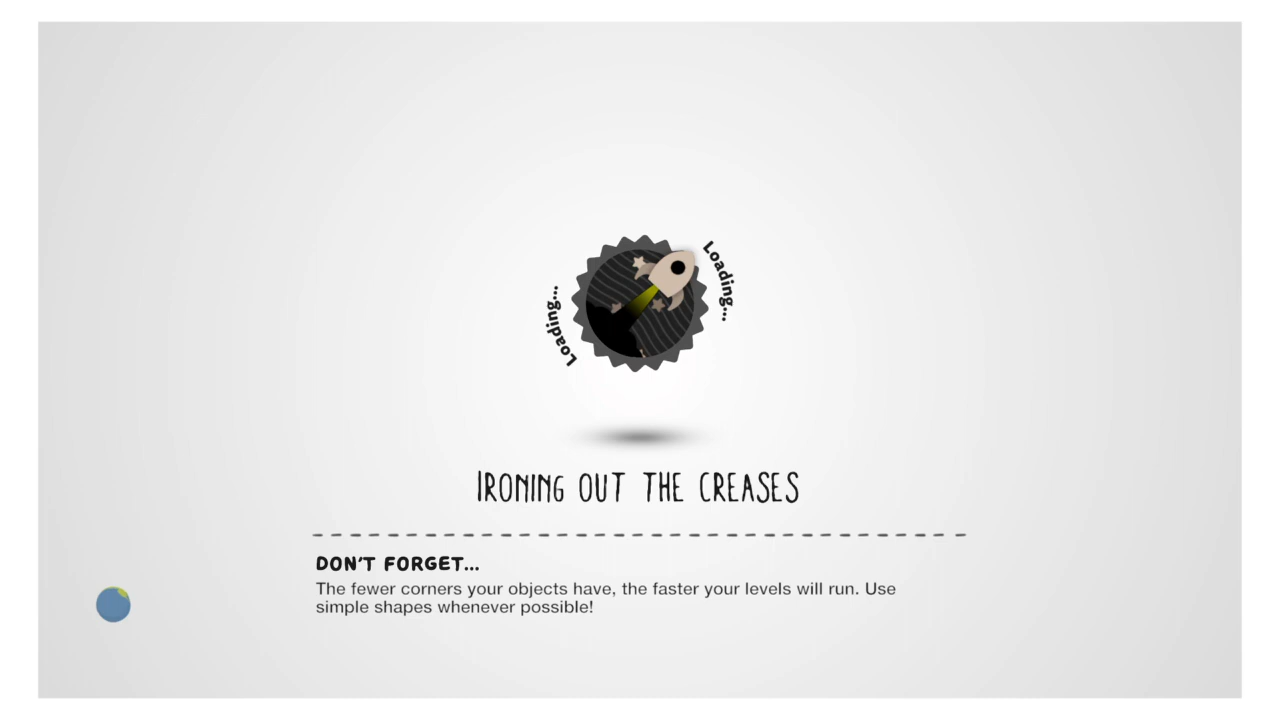 Loading...
Loading...
Ironing out the creases
Don't forget...
The fewer corners your objects have, the faster your levels will run. Use
simple shapes whenever possible!